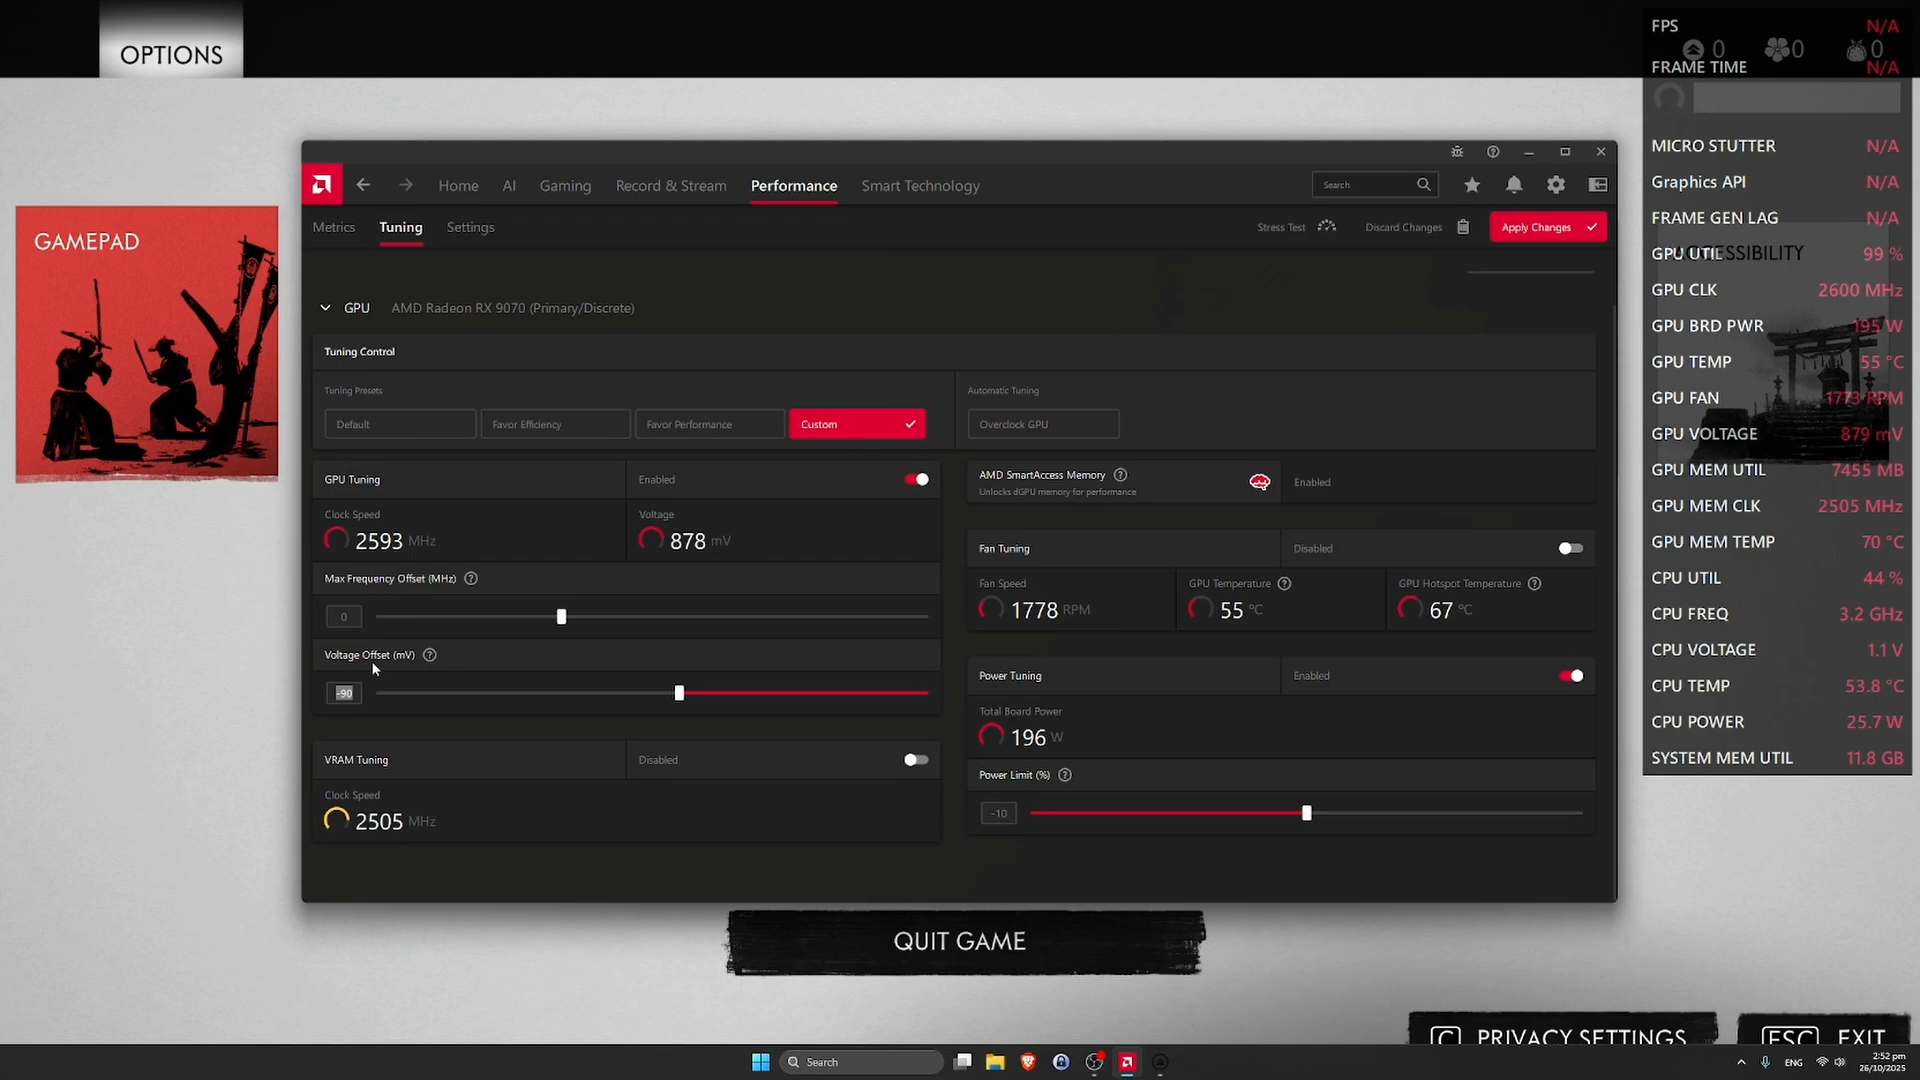 OPTIONS
FPS N/A
0 0 0
FRAME TIME N/A
GAMEPAD
Home AI Gaming Record & Stream Performance Smart Technology
Search
Metrics Tuning Settings
Stress Test Discard Changes Apply Changes
GPU AMD Radeon RX 9070 (Primary/Discrete)
Tuning Control
Tuning Presets
Default Favor Efficiency Favor Performance Custom
Automatic Tuning
Overclock GPU
GPU Tuning Enabled
Clock Speed
2593 MHz
Voltage
878 mV
Max Frequency Offset (MHz)
0
Voltage Offset (mV)
-90
VRAM Tuning Disabled
Clock Speed
2505 MHz
AMD SmartAccess Memory
Unlocks dGPU memory for performance
Enabled
Fan Tuning Disabled
Fan Speed
1778 RPM
GPU Temperature
55 °C
GPU Hotspot Temperature
67 °C
Power Tuning Enabled
Total Board Power
196 W
Power Limit (%)
-10
MICRO STUTTER N/A
Graphics API N/A
FRAME GEN LAG N/A
ACCESSIBILITY
GPU UTIL 99 %
GPU CLK 2600 MHz
GPU BRD PWR 195 W
GPU TEMP 55 °C
GPU FAN 1773 RPM
GPU VOLTAGE 879 mV
GPU MEM UTIL 7455 MB
GPU MEM CLK 2505 MHz
GPU MEM TEMP 70 °C
CPU UTIL 44 %
CPU FREQ 3.2 GHz
CPU VOLTAGE 1.1 V
CPU TEMP 53.8 °C
CPU POWER 25.7 W
SYSTEM MEM UTIL 11.8 GB
QUIT GAME
C PRIVACY SETTINGS
ESC EXIT
Search
ENG
2:52 pm
26/10/2025